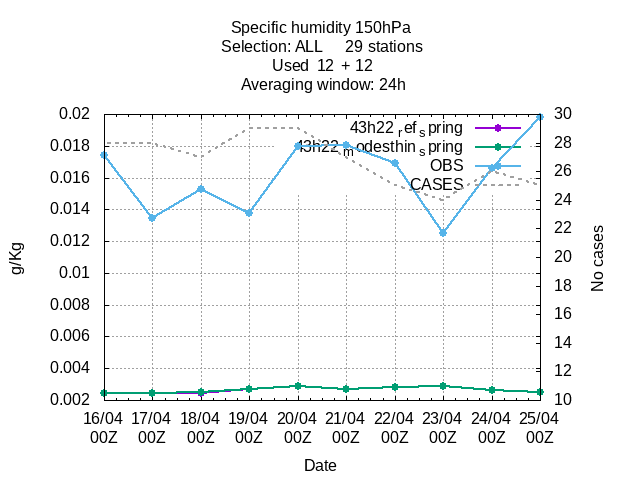 Specific humidity 150hPa
Selection: ALL 29 stations
Used 12 + 12
Averaging window: 24h
43h22_ref_spring
43h22_modesthin_spring
OBS
CASES
0.02
0.018
0.016
0.014
0.012
0.01
0.008
0.006
0.004
0.002
g/Kg
30
28
26
24
22
20
18
16
14
12
10
No cases
16/04 17/04 18/04 19/04 20/04 21/04 22/04 23/04 24/04 25/04
00Z 00Z 00Z 00Z 00Z 00Z 00Z 00Z 00Z 00Z
Date